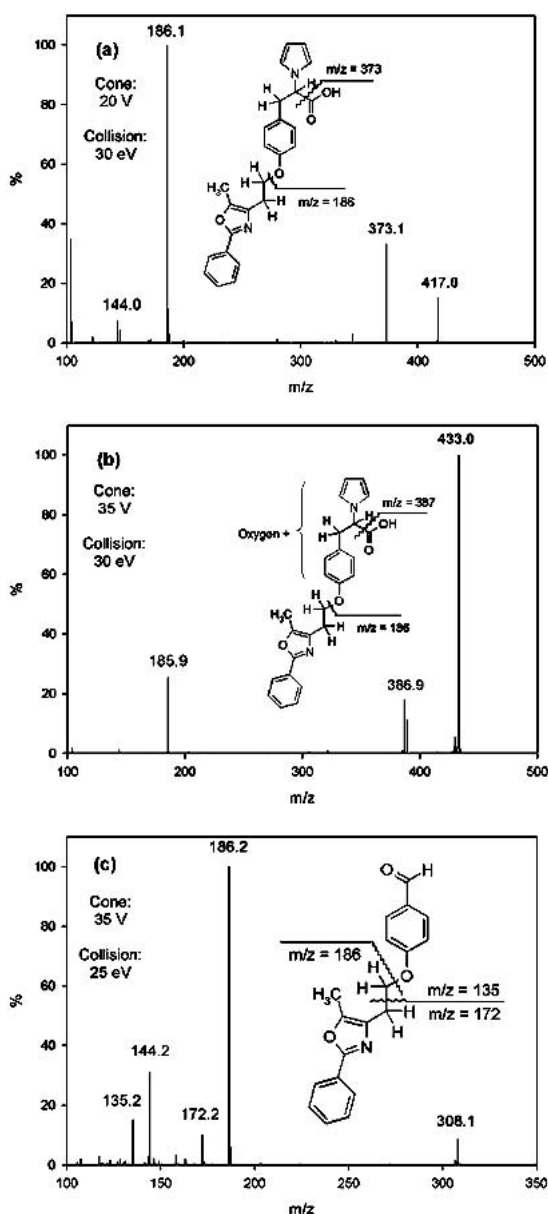 (a)
Cone:
20 V
Collision:
30 eV
186.1
144.0
373.1
417.0
m/z = 373
m/z = 186
N
H
H
H
OH
O
O
H
H
H
H
H₃C
O
N
%
100
80
60
40
20
0
100 200 300 400 500
m/z
(b)
Cone:
35 V
Collision:
30 eV
433.0
185.9
386.9
Oxygen +
m/z = 387
m/z = 186
N
H
H
H
OH
O
O
H
H
H
H
H₃C
O
N
%
100
80
60
40
20
0
100 200 300 400 500
m/z
(c)
Cone:
35 V
Collision:
25 eV
186.2
144.2
135.2
172.2
308.1
O
H
O
m/z = 186
H
H
m/z = 135
m/z = 172
H₃C
H
H
O
N
%
100
80
60
40
20
0
100 150 200 250 300 350
m/z